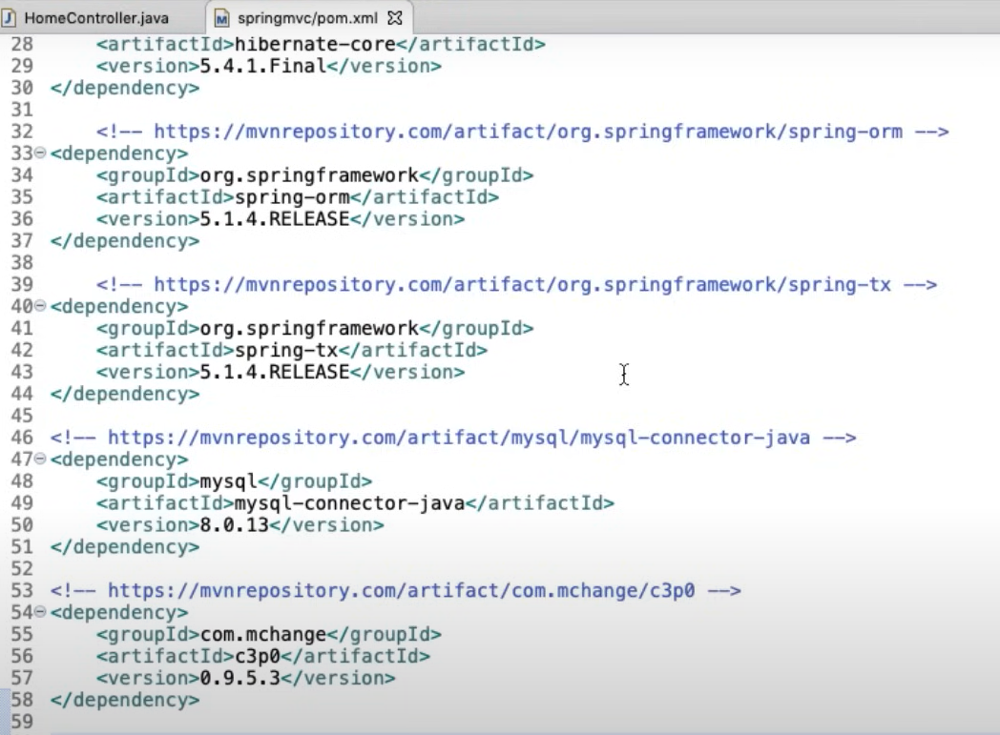 HomeController.java springmvc/pom.xml
28 <artifactId>hibernate-core</artifactId>
29 <version>5.4.1.Final</version>
30 </dependency>
31
32 <!-- https://mvnrepository.com/artifact/org.springframework/spring-orm -->
33 <dependency>
34 <groupId>org.springframework</groupId>
35 <artifactId>spring-orm</artifactId>
36 <version>5.1.4.RELEASE</version>
37 </dependency>
38
39 <!-- https://mvnrepository.com/artifact/org.springframework/spring-tx -->
40 <dependency>
41 <groupId>org.springframework</groupId>
42 <artifactId>spring-tx</artifactId>
43 <version>5.1.4.RELEASE</version>
44 </dependency>
45
46 <!-- https://mvnrepository.com/artifact/mysql/mysql-connector-java -->
47 <dependency>
48 <groupId>mysql</groupId>
49 <artifactId>mysql-connector-java</artifactId>
50 <version>8.0.13</version>
51 </dependency>
52
53 <!-- https://mvnrepository.com/artifact/com.mchange/c3p0 -->
54 <dependency>
55 <groupId>com.mchange</groupId>
56 <artifactId>c3p0</artifactId>
57 <version>0.9.5.3</version>
58 </dependency>
59